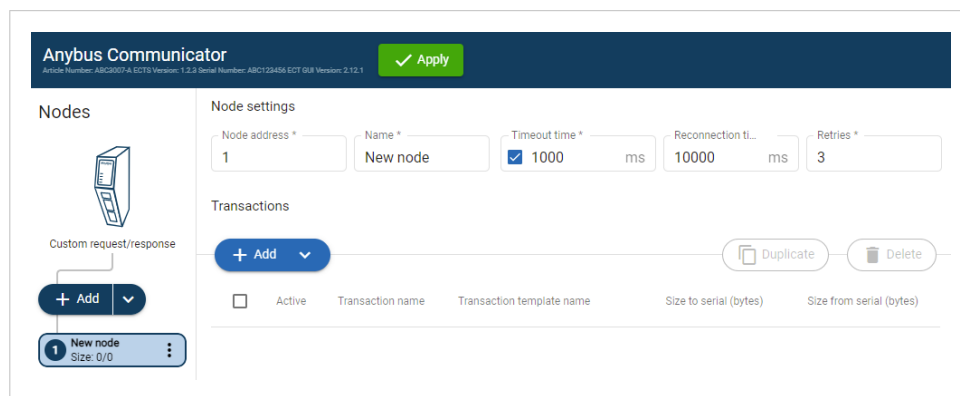 Anybus Communicator
Article Number: ABC3007-A ECTS Version: 1.2.3 Serial Number: ABC123456 ECT GUI Version: 2.12.1
Apply
Nodes
Custom request/response
Add
1
New node
Size: 0/0
Node settings
Node address *
1
Name *
New node
Timeout time *
1000 ms
Reconnection ti...
10000 ms
Retries *
3
Transactions
Add
Duplicate
Delete
Active Transaction name Transaction template name Size to serial (bytes) Size from serial (bytes)